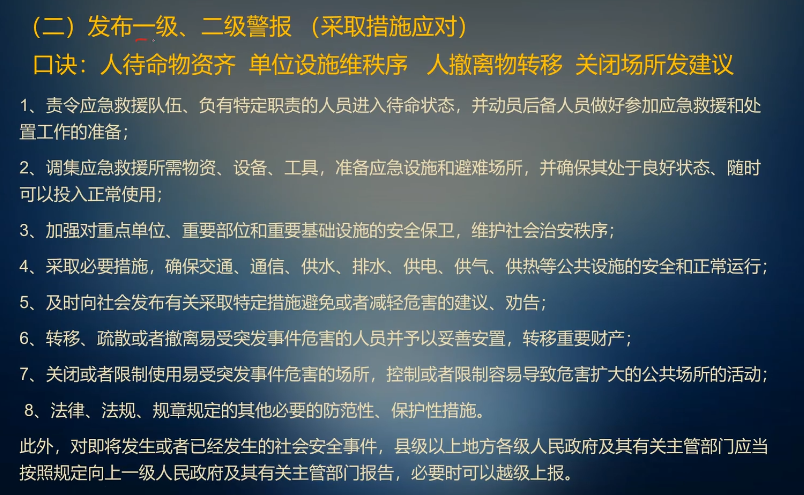 （二）发布一级、二级警报 （采取措施应对）
口诀：人待命物资齐 单位设施维秩序 人撤离物转移 关闭场所发建议
1、责令应急救援队伍、负有特定职责的人员进入待命状态，并动员后备人员做好参加应急救援和处
置工作的准备；
2、调集应急救援所需物资、设备、工具，准备应急设施和避难场所，并确保其处于良好状态、随时
可以投入正常使用；
3、加强对重点单位、重要部位和重要基础设施的安全保卫，维护社会治安秩序；
4、采取必要措施，确保交通、通信、供水、排水、供电、供气、供热等公共设施的安全和正常运行；
5、及时向社会发布有关采取特定措施避免或者减轻危害的建议、劝告；
6、转移、疏散或者撤离易受突发事件危害的人员并予以妥善安置，转移重要财产；
7、关闭或者限制使用易受突发事件危害的场所，控制或者限制容易导致危害扩大的公共场所的活动；
8、法律、法规、规章规定的其他必要的防范性、保护性措施。
此外，对即将发生或者已经发生的社会安全事件，县级以上地方各级人民政府及其有关主管部门应当
按照规定向上一级人民政府及其有关主管部门报告，必要时可以越级上报。